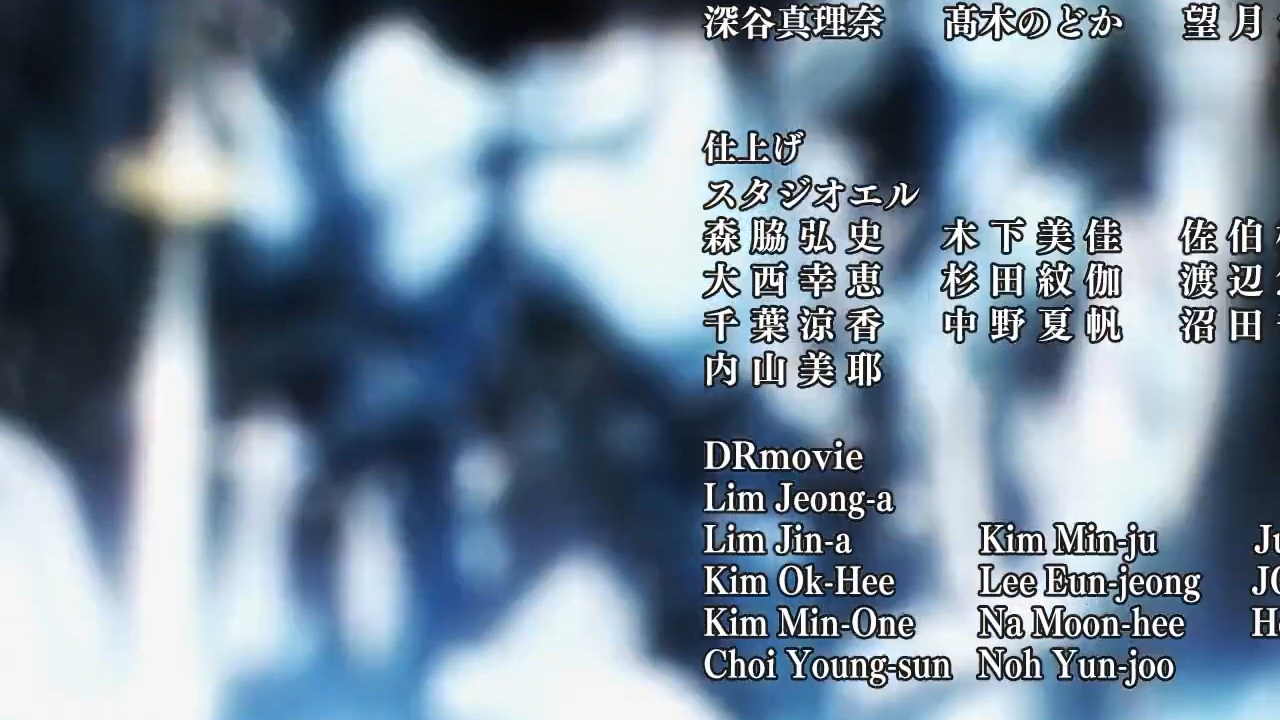 深谷真理奈 髙木のどか 望月
仕上げ
スタジオエル
森脇弘史 木下美佳 佐伯
大西幸恵 杉田紋伽 渡辺
千葉涼香 中野夏帆 沼田
内山美耶
DRmovie
Lim Jeong-a
Lim Jin-a Kim Min-ju
Kim Ok-Hee Lee Eun-jeong
Kim Min-One Na Moon-hee
Choi Young-sun Noh Yun-joo